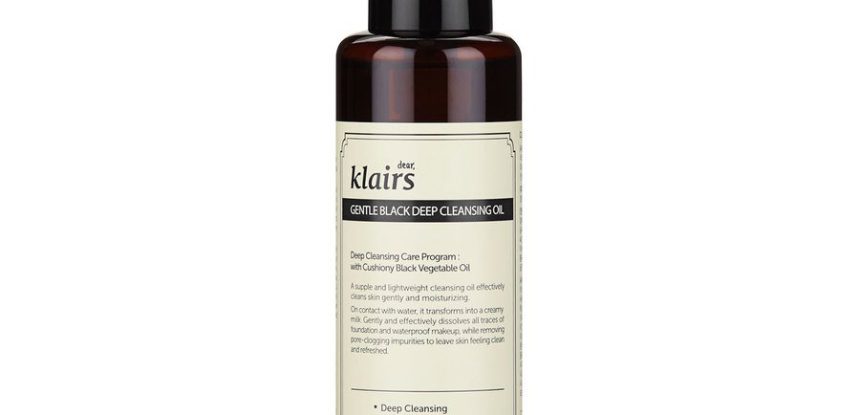 dear,
klairs
GENTLE BLACK DEEP CLEANSING OIL
Deep Cleansing Care Program :
with Cushiony Black Vegetable Oil
A supple and lightweight cleansing oil effectively
cleans skin gently and moisturizing.
On contact with water, it transforms into a creamy
milk. Gently and effectively dissolves all traces of
foundation and waterproof makeup, while removing
pore-clogging impurities to leave skin feeling clean
and refreshed.
• Deep Cleansing